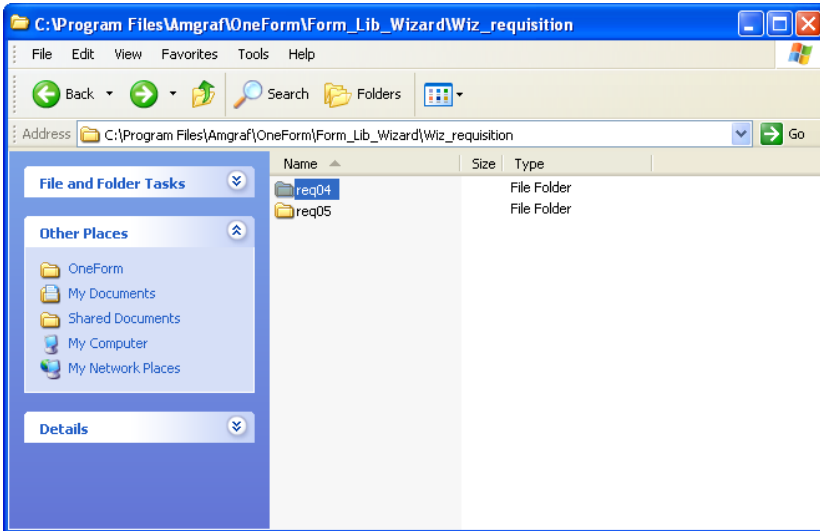 C:\Program Files\Amgraf\OneForm\Form_Lib_Wizard\Wiz_requisition
File Edit View Favorites Tools Help
Back Search Folders
Address C:\Program Files\Amgraf\OneForm\Form_Lib_Wizard\Wiz_requisition Go
Name Size Type
File and Folder Tasks
req04 File Folder
req05 File Folder
Other Places
OneForm
My Documents
Shared Documents
My Computer
My Network Places
Details